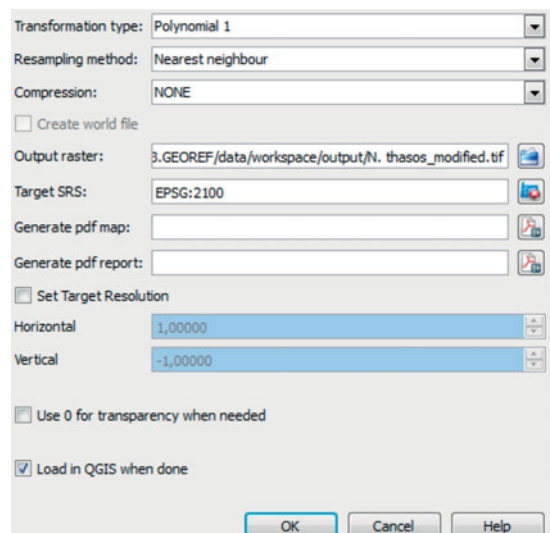 Transformation type: Polynomial 1
Resampling method: Nearest neighbour
Compression: NONE
Create world file
Output raster: 3.GEOREF/data/workspace/output/N. thasos_modified.tif
Target SRS: EPSG:2100
Generate pdf map:
Generate pdf report:
Set Target Resolution
Horizontal 1,00000
Vertical -1,00000
Use 0 for transparency when needed
Load in QGIS when done
OK Cancel Help